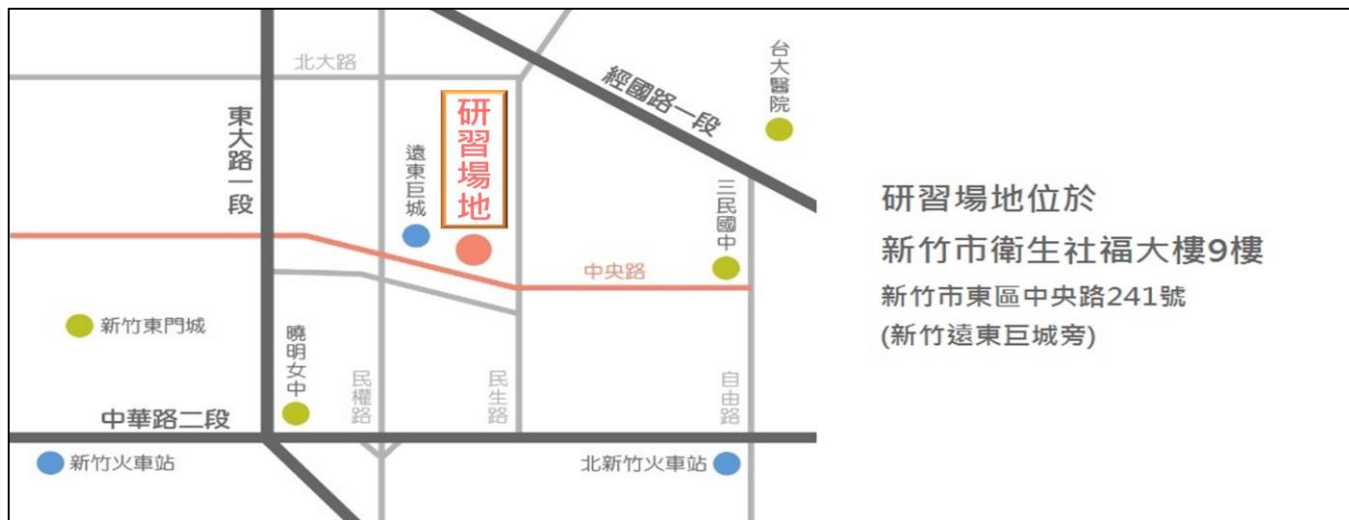 北大路
經國路一段
台大醫院
東大路一段
研習場地
遠東巨城
三民國中
中央路
新竹東門城
曉明女中
民權路
民生路
自由路
中華路二段
新竹火車站
北新竹火車站
研習場地位於
新竹市衛生社福大樓9樓
新竹市東區中央路241號
(新竹遠東巨城旁)